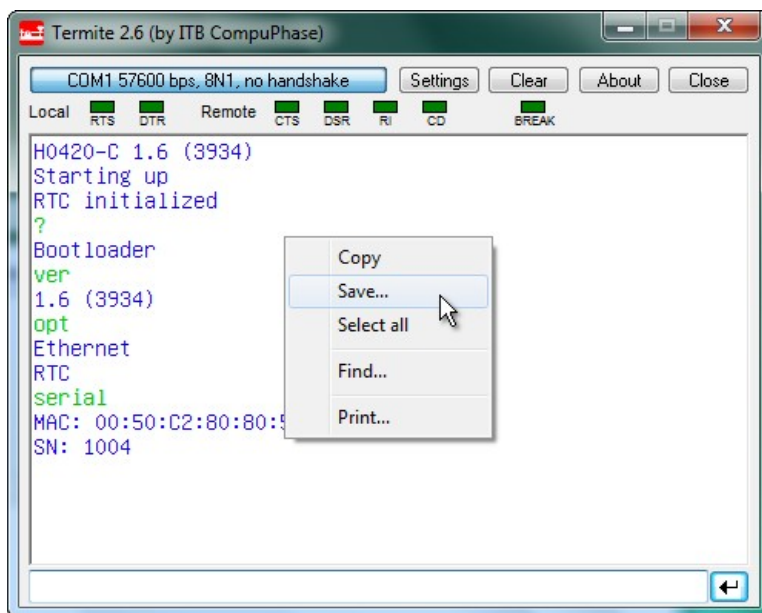 Termite 2.6 (by ITB CompuPhase)
COM1 57600 bps, 8N1, no handshake Settings Clear About Close
Local RTS DTR Remote CTS DSR RI CD BREAK
H0420-C 1.6 (3934)
Starting up
RTC initialized
?
Bootloader
ver
1.6 (3934)
opt
Ethernet
RTC
serial
MAC: 00:50:C2:80:80:
SN: 1004
Copy
Save...
Select all
Find...
Print...